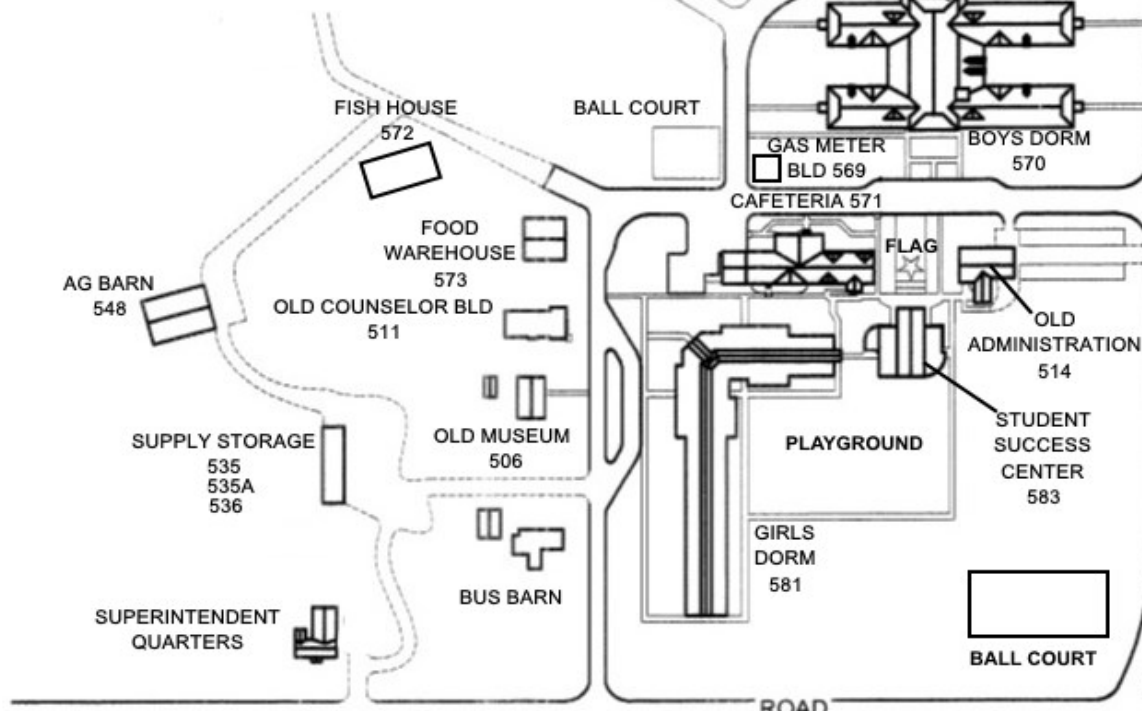 FISH HOUSE
572
BALL COURT
GAS METER
BLD 569
BOYS DORM
570
CAFETERIA 571
FOOD
WAREHOUSE
573
FLAG
AG BARN
548
OLD COUNSELOR BLD
511
OLD
ADMINISTRATION
514
OLD MUSEUM
506
SUPPLY STORAGE
535
535A
536
PLAYGROUND
STUDENT
SUCCESS
CENTER
583
GIRLS
DORM
581
BUS BARN
SUPERINTENDENT
QUARTERS
BALL COURT
ROAD